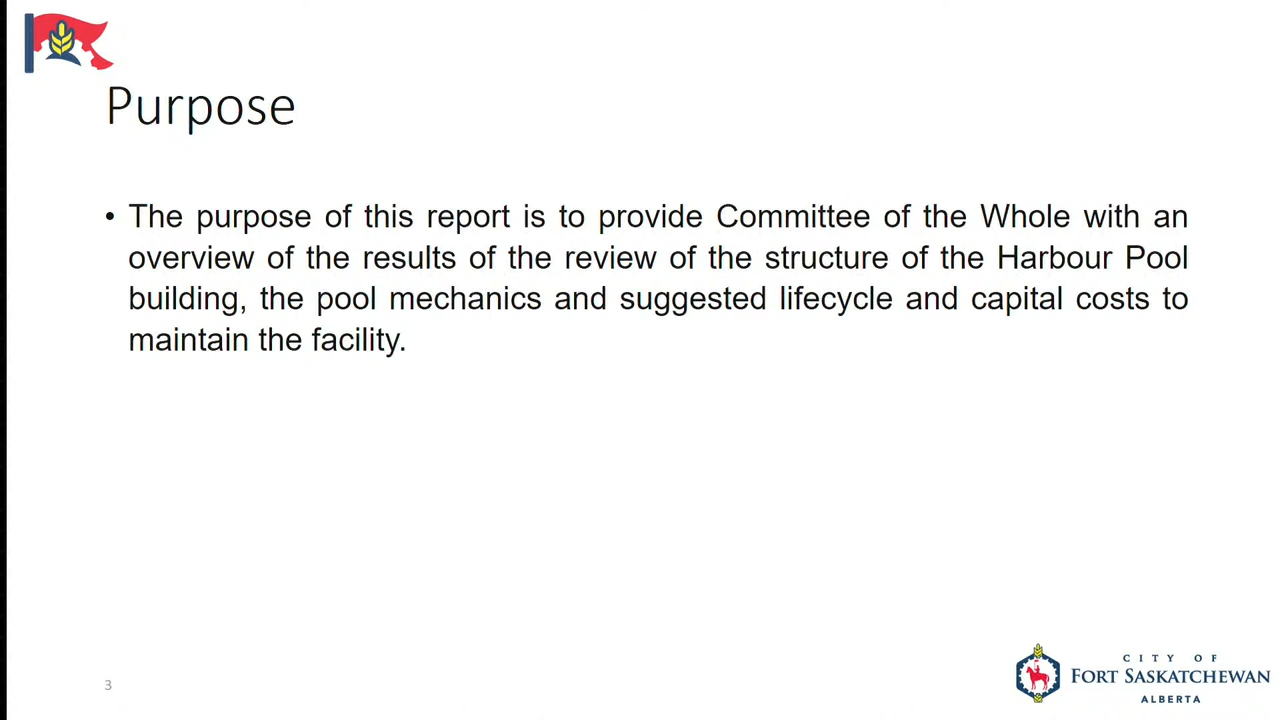 Purpose
• The purpose of this report is to provide Committee of the Whole with an
overview of the results of the review of the structure of the Harbour Pool
building, the pool mechanics and suggested lifecycle and capital costs to
maintain the facility.
3
CITY OF
FORT SASKATCHEWAN
ALBERTA